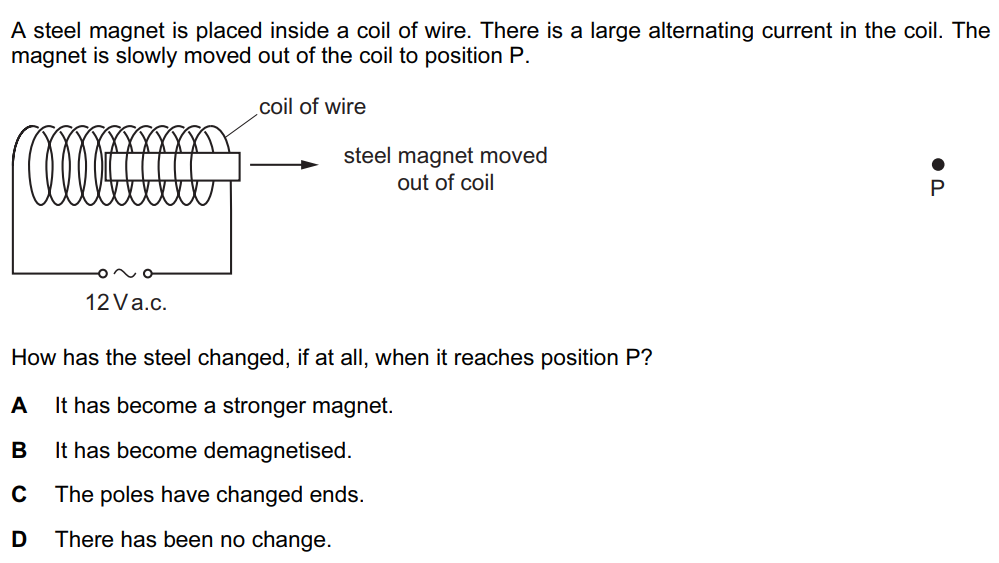 A steel magnet is placed inside a coil of wire. There is a large alternating current in the coil. The
magnet is slowly moved out of the coil to position P.
coil of wire
steel magnet moved
out of coil
P
12 V a.c.
How has the steel changed, if at all, when it reaches position P?
A It has become a stronger magnet.
B It has become demagnetised.
C The poles have changed ends.
D There has been no change.